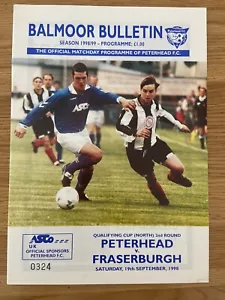 BALMOOR BULLETIN
SEASON 1998/99 - PROGRAMME: £1.00
THE OFFICIAL MATCHDAY PROGRAMME OF PETERHEAD F.C.
ASCO
ASCO
UK
OFFICIAL SPONSORS
PETERHEAD F.C.
0324
QUALIFYING CUP (NORTH) 2nd ROUND
PETERHEAD
v.
FRASERBURGH
SATURDAY, 19th SEPTEMBER, 1998